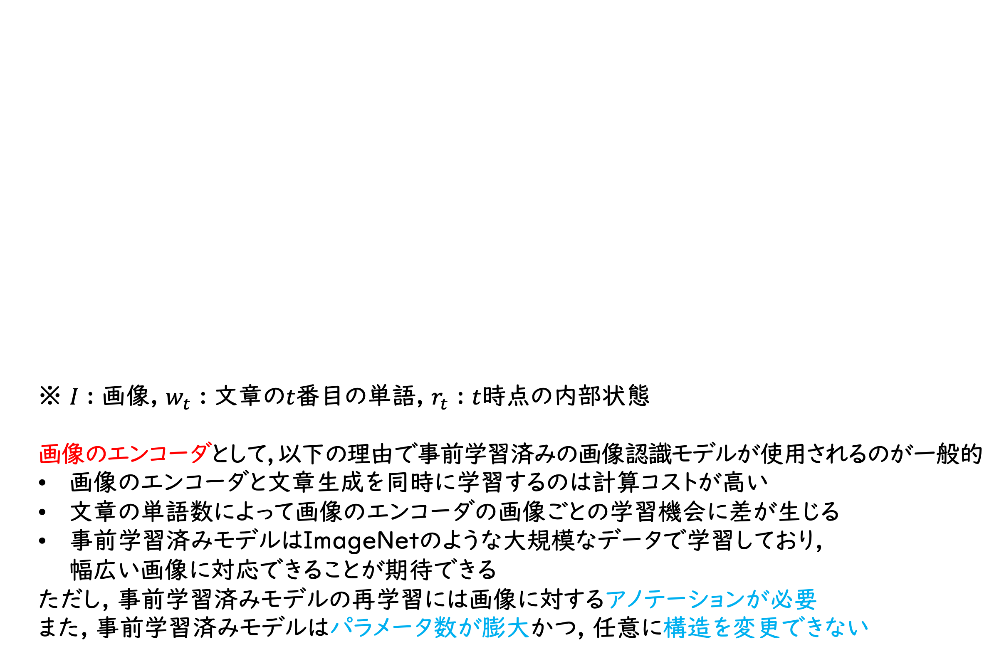 ※I：画像, wt：文章のt番目の単語, rt：t時点の内部状態
画像のエンコーダとして,以下の理由で事前学習済みの画像認識モデルが使用されるのが一般的
• 画像のエンコーダと文章生成を同時に学習するのは計算コストが高い
• 文章の単語数によって画像のエンコーダの画像ごとの学習機会に差が生じる
• 事前学習済みモデルはImageNetのような大規模なデータで学習しており,
幅広い画像に対応できることが期待できる
ただし, 事前学習済みモデルの再学習には画像に対するアノテーションが必要
また, 事前学習済みモデルはパラメータ数が膨大かつ, 任意に構造を変更できない